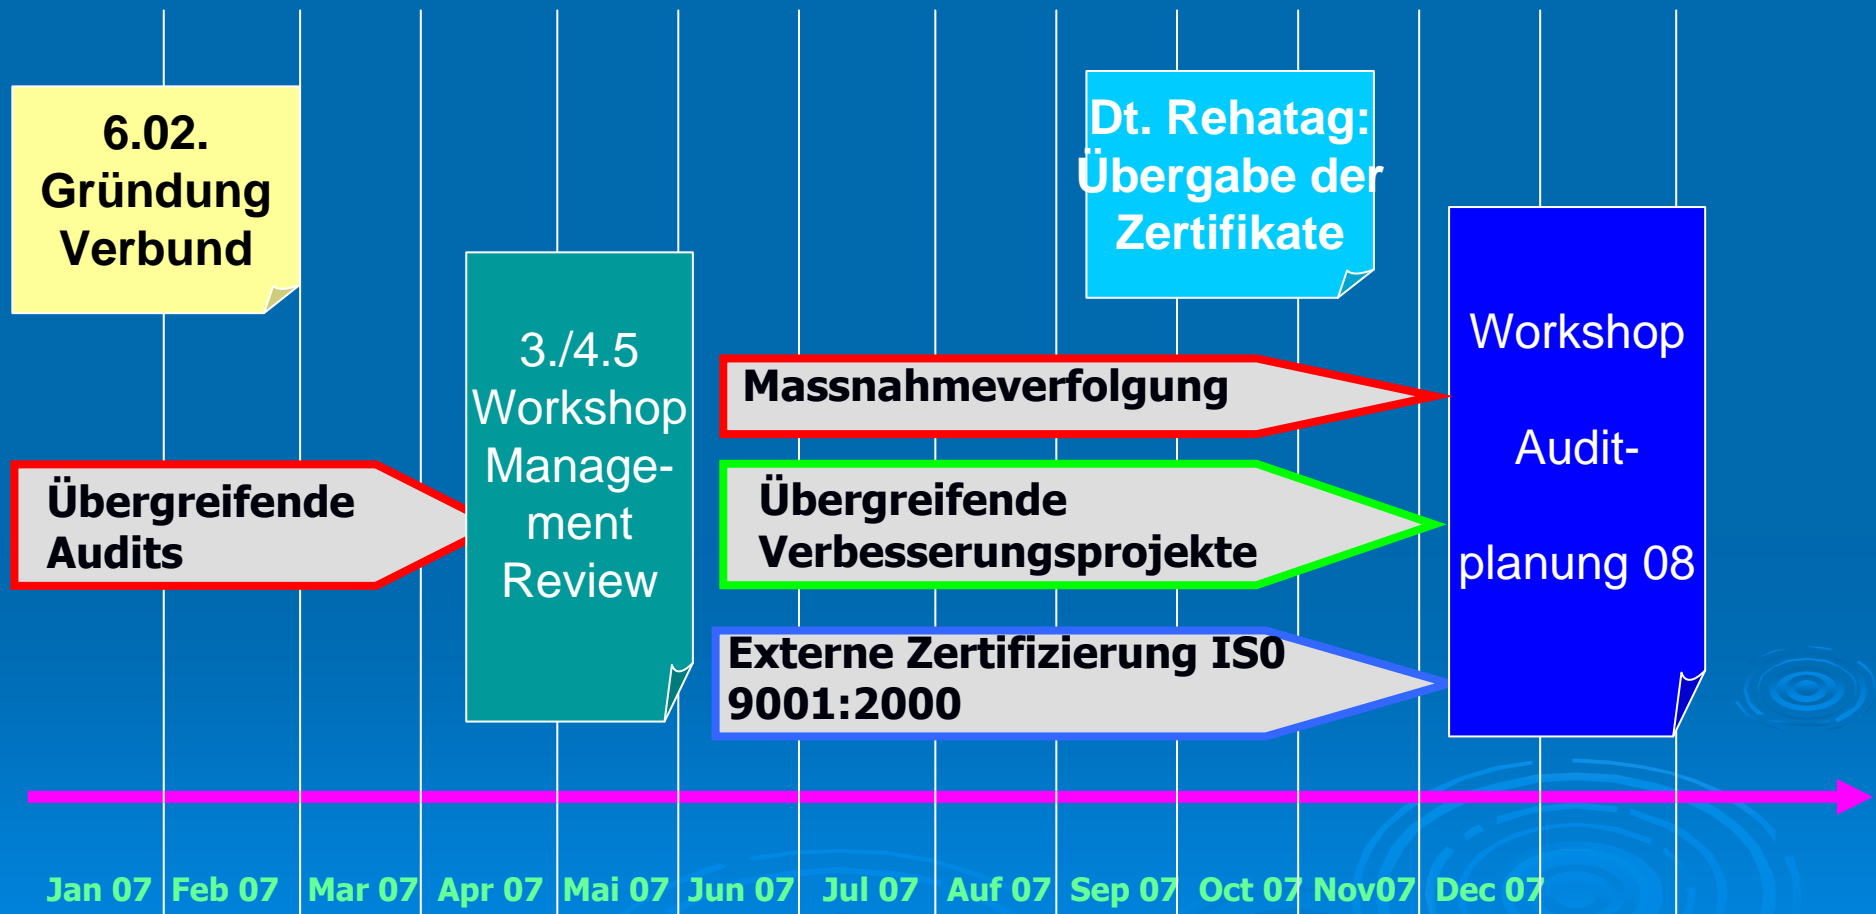 6.02.
Gründung
Verbund
Dt. Rehatag:
Übergabe der
Zertifikate
3./4.5
Workshop
Manage-
ment
Review
Workshop
Audit-
planung 08
Massnahmeverfolgung
Übergreifende
Audits
Übergreifende
Verbesserungsprojekte
Externe Zertifizierung IS0
9001:2000
Jan 07 Feb 07 Mar 07 Apr 07 Mai 07 Jun 07 Jul 07 Auf 07 Sep 07 Oct 07 Nov07 Dec 07